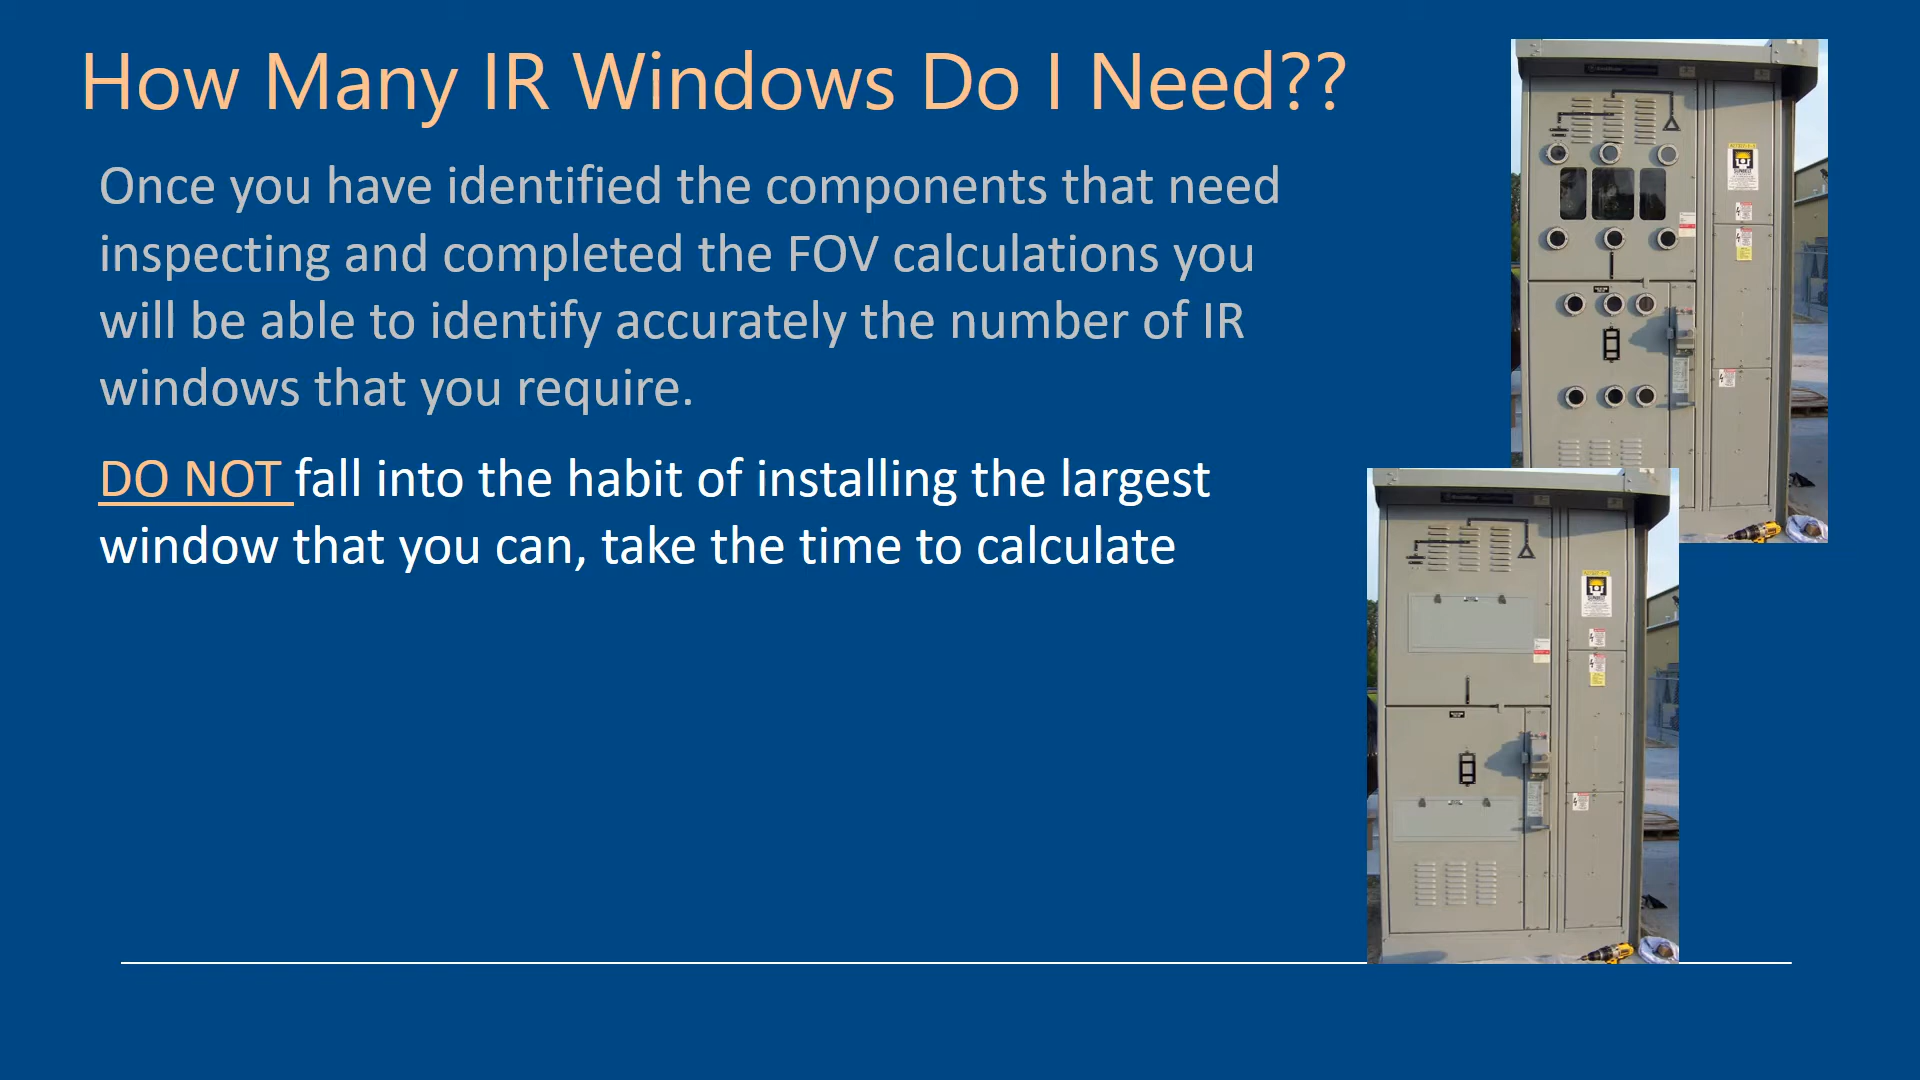 How Many IR Windows Do I Need??
Once you have identified the components that need
inspecting and completed the FOV calculations you
will be able to identify accurately the number of IR
windows that you require.
DO NOT fall into the habit of installing the largest
window that you can, take the time to calculate